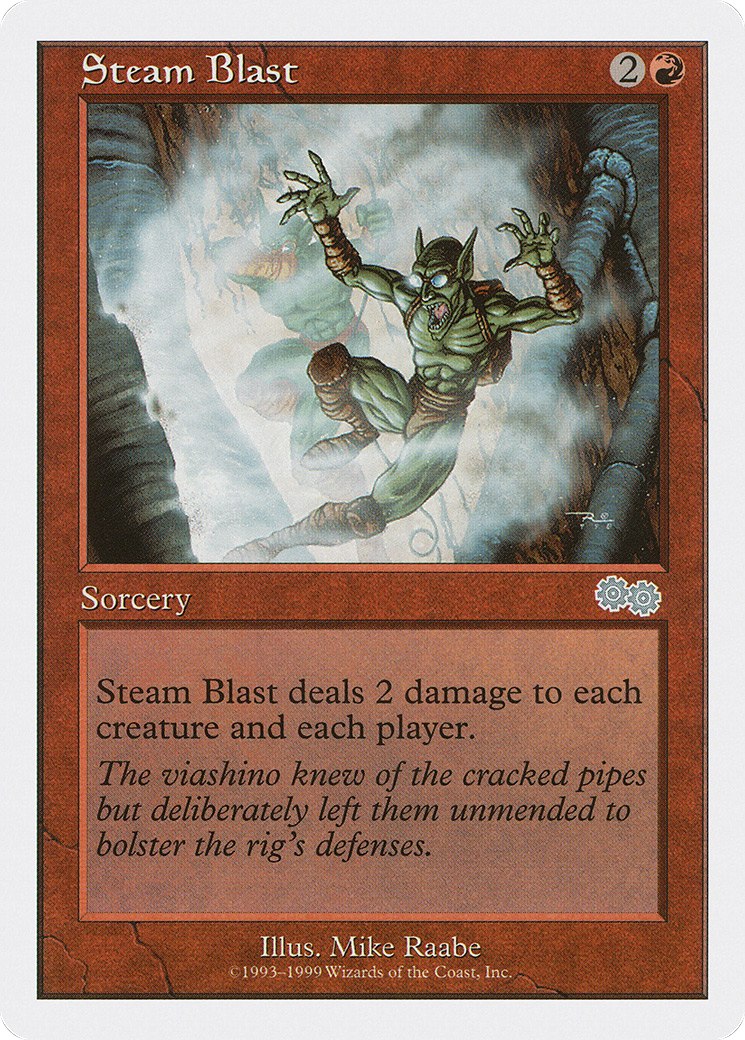 Steam Blast
2
Sorcery
Steam Blast deals 2 damage to each
creature and each player.
The viashino knew of the cracked pipes
but deliberately left them unmended to
bolster the rig's defenses.
Illus. Mike Raabe
©1993–1999 Wizards of the Coast, Inc.